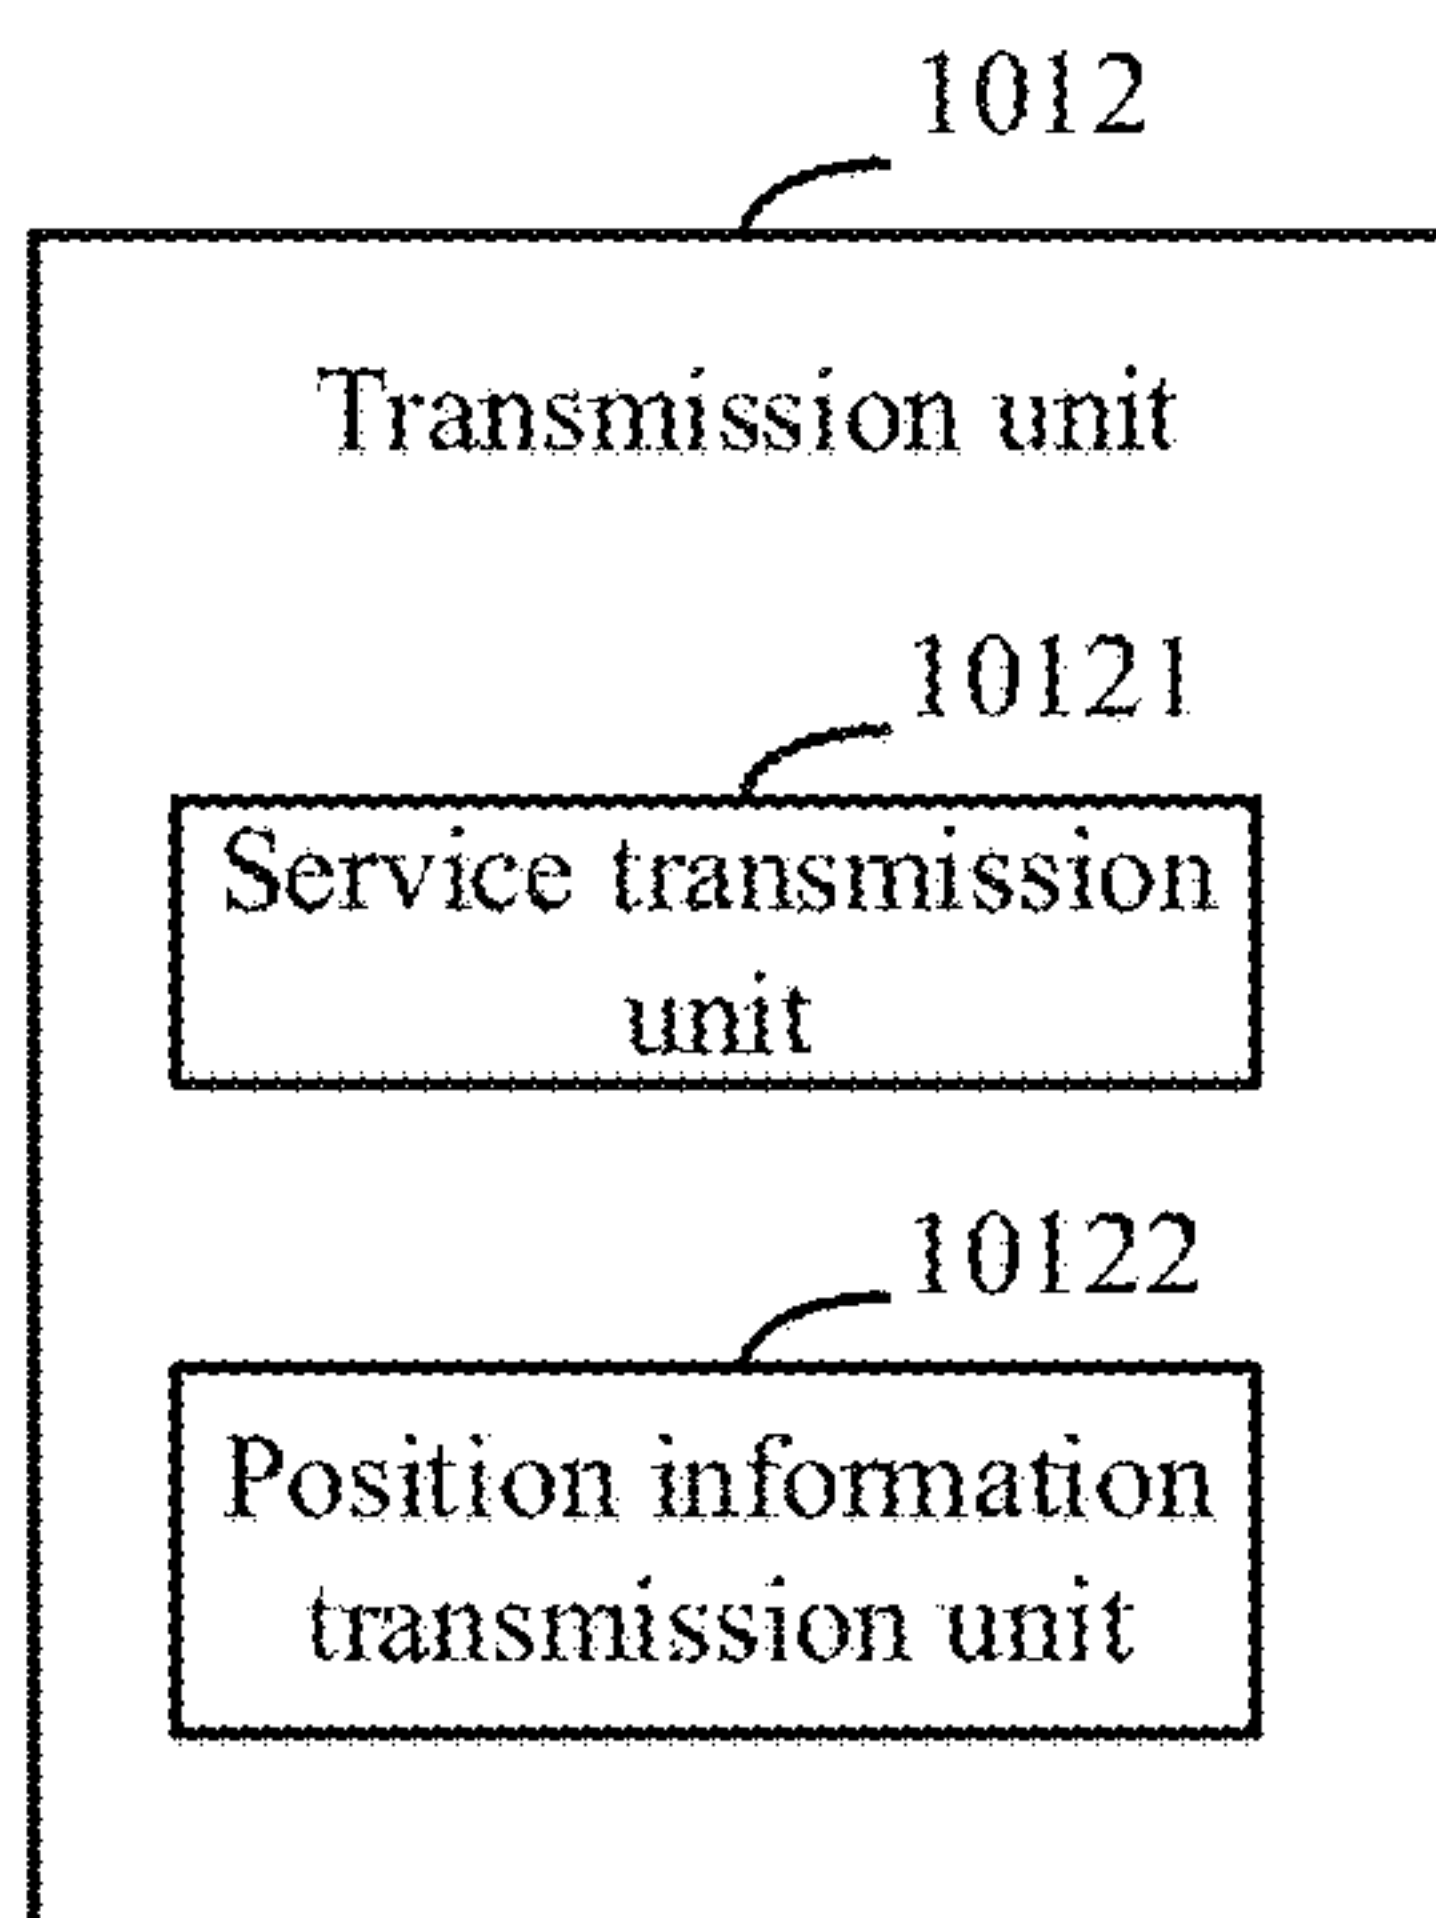 1012
Transmission unit
10121
Service transmission
unit
10122
Position information
transmission unit